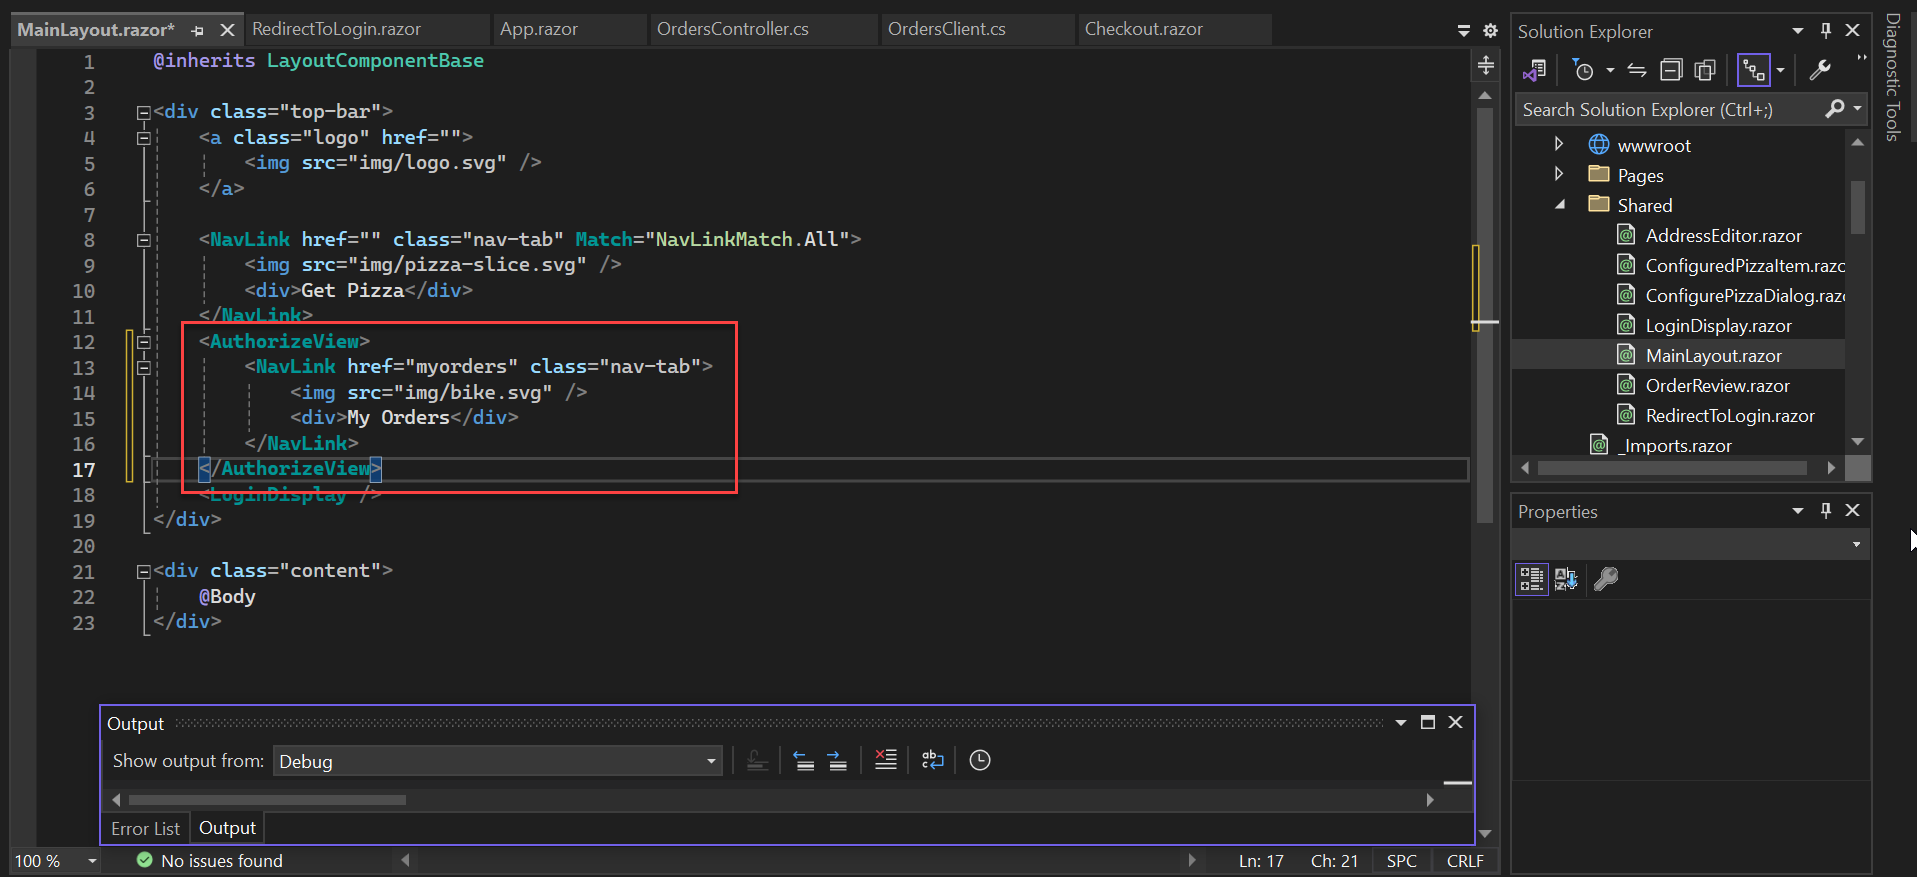 MainLayout.razor*
RedirectToLogin.razor
App.razor
OrdersController.cs
OrdersClient.cs
Checkout.razor
1 @inherits LayoutComponentBase
2
3 <div class="top-bar">
4 <a class="logo" href="">
5 <img src="img/logo.svg" />
6 </a>
7
8 <NavLink href="" class="nav-tab" Match="NavLinkMatch.All">
9 <img src="img/pizza-slice.svg" />
10 <div>Get Pizza</div>
11 </NavLink>
12 <AuthorizeView>
13 <NavLink href="myorders" class="nav-tab">
14 <img src="img/bike.svg" />
15 <div>My Orders</div>
16 </NavLink>
17 </AuthorizeView>
18 <LoginDisplay />
19 </div>
20
21 <div class="content">
22 @Body
23 </div>
Output
Show output from: Debug
Error List
Output
100 %
No issues found
Ln: 17
Ch: 21
SPC
CRLF
Solution Explorer
Search Solution Explorer (Ctrl+;)
wwwroot
Pages
Shared
AddressEditor.razor
ConfiguredPizzaItem.razo
ConfigurePizzaDialog.razo
LoginDisplay.razor
MainLayout.razor
OrderReview.razor
RedirectToLogin.razor
_Imports.razor
Properties
Diagnostic Tools